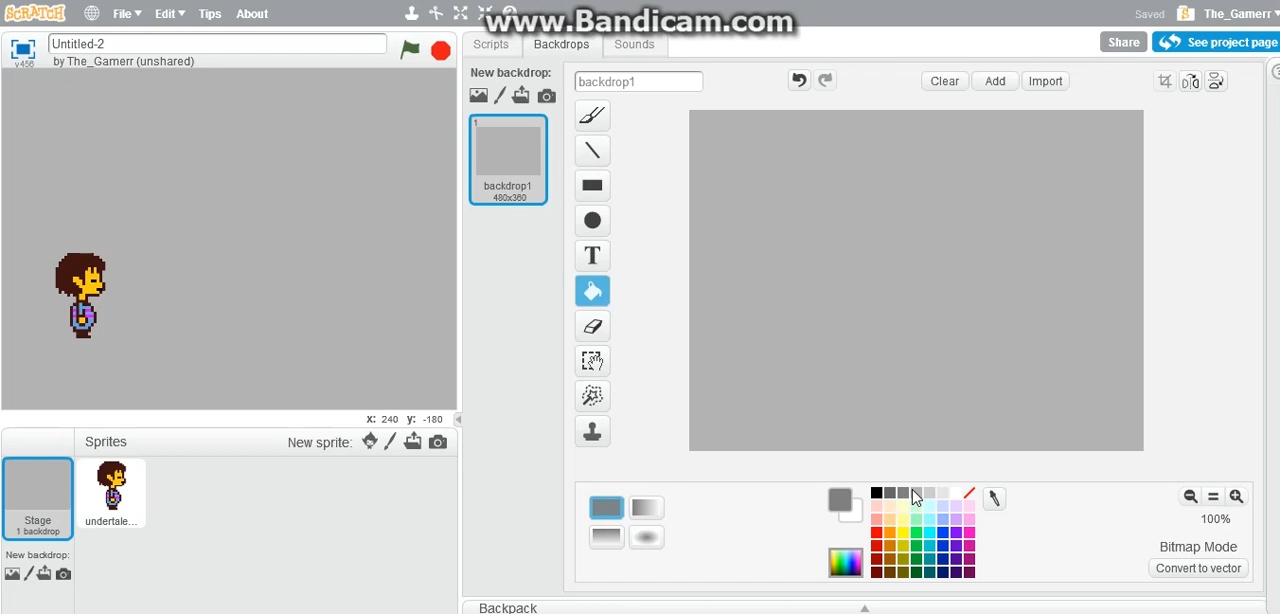 SCRATCH File Edit Tips About www.Bandicam.com Saved The_Gamerr
Untitled-2
by The_Gamerr (unshared)
v456
Scripts Backdrops Sounds
Share See project page
New backdrop:
backdrop1
Clear Add Import
1
backdrop1
480x360
T
x: 240 y: -180
Sprites New sprite:
Stage
1 backdrop
undertale...
New backdrop:
100%
Bitmap Mode
Convert to vector
Backpack